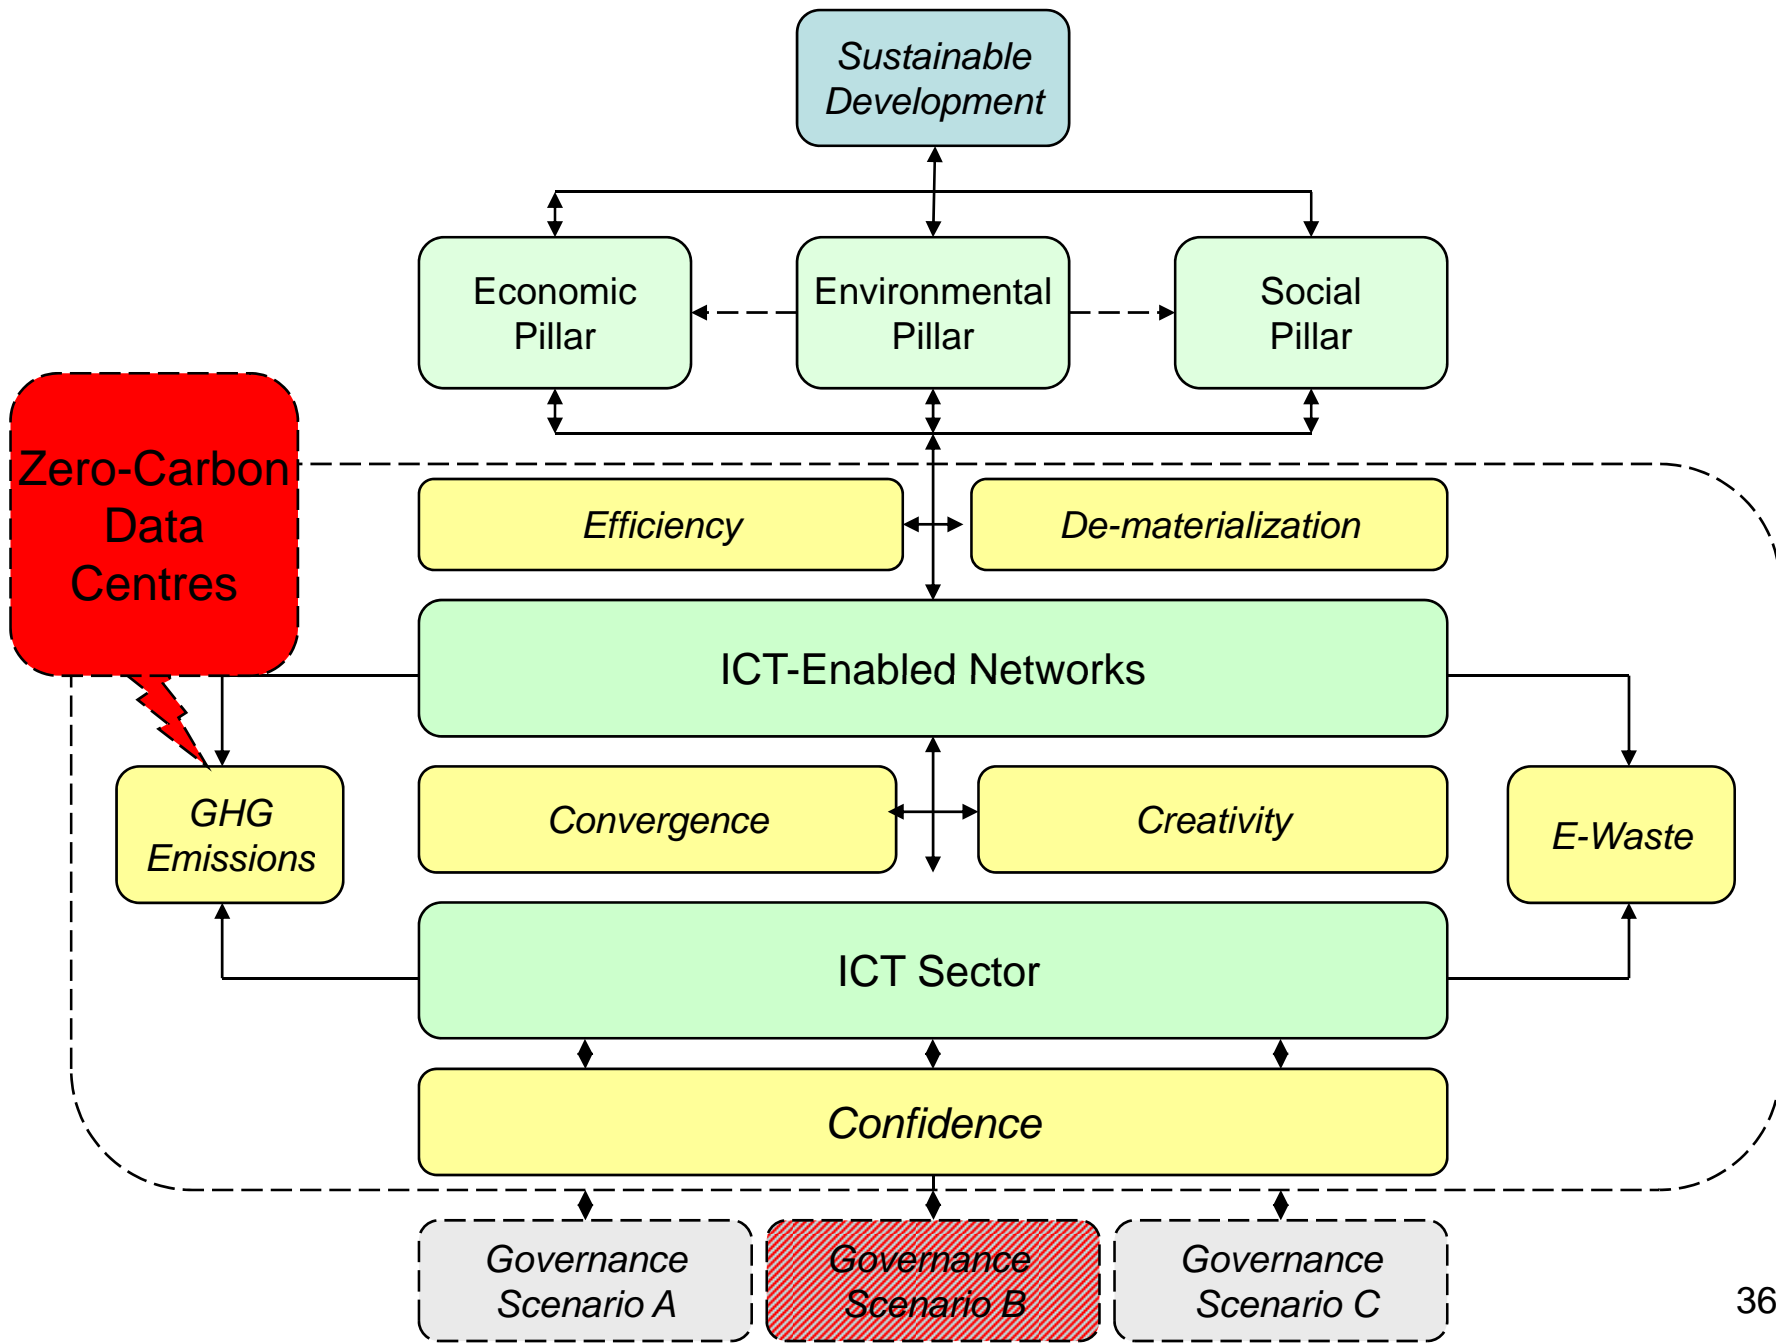 Sustainable
Development
Economic
Pillar
Environmental
Pillar
Social
Pillar
Zero-Carbon
Data
Centres
Efficiency
De-materialization
ICT-Enabled Networks
GHG
Emissions
Convergence
Creativity
E-Waste
ICT Sector
Confidence
Governance
Scenario A
Governance
Scenario B
Governance
Scenario C
36